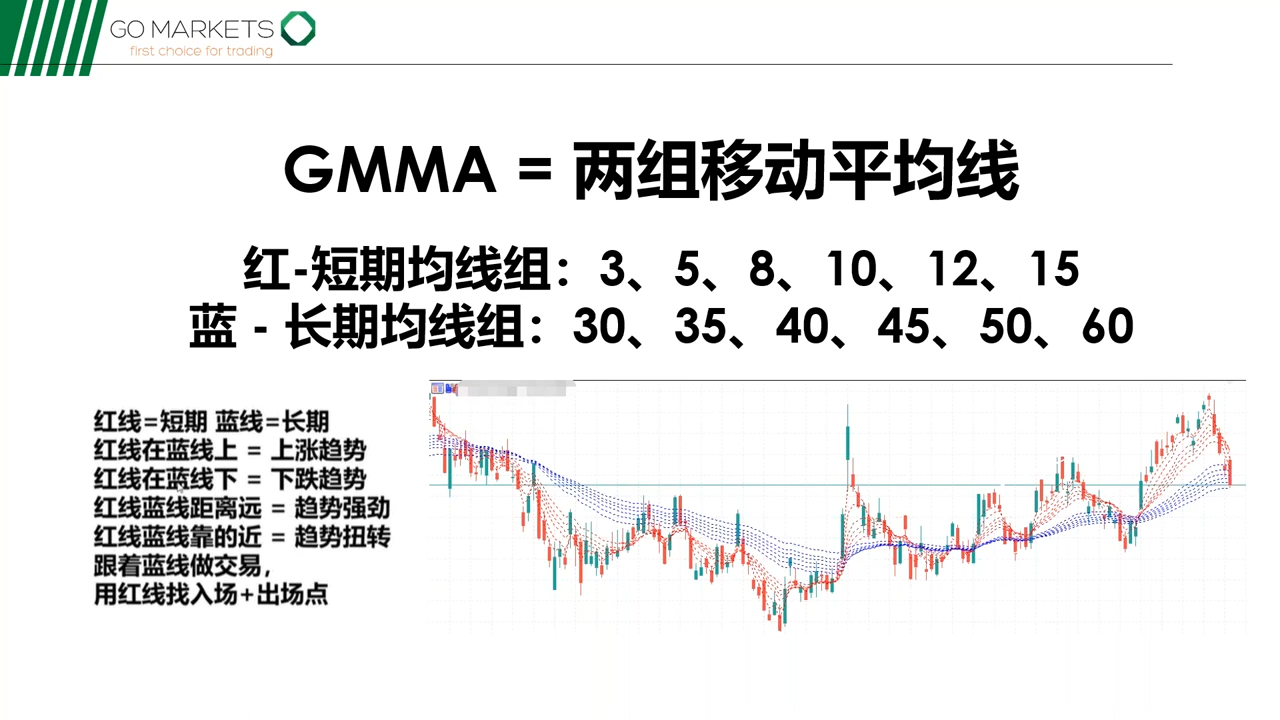 GO MARKETS
first choice for trading
GMMA = 两组移动平均线
红-短期均线组：3、5、8、10、12、15
蓝 - 长期均线组：30、35、40、45、50、60
红线=短期 蓝线=长期
红线在蓝线上 = 上涨趋势
红线在蓝线下 = 下跌趋势
红线蓝线距离远 = 趋势强劲
红线蓝线靠的近 = 趋势扭转
跟着蓝线做交易，
用红线找入场+出场点